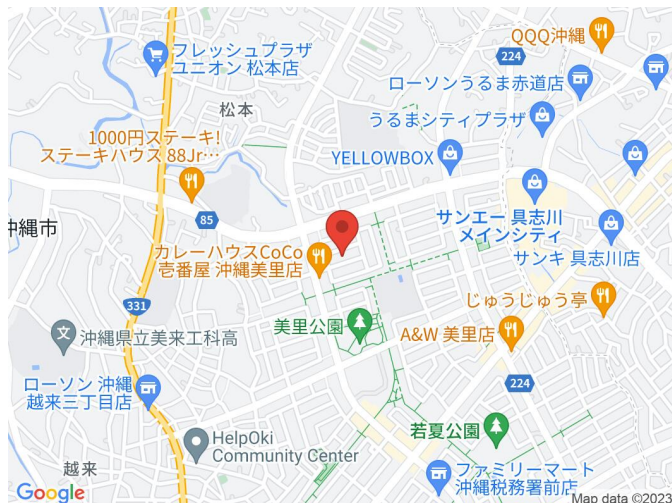 QQQ沖縄
フレッシュプラザ
ユニオン 松本店
224
ローソンうるま赤道店
松本
うるまシティプラザ
1000円ステーキ!
ステーキハウス 88Jr…
YELLOWBOX
85
サンエー 具志川
メインシティ
沖縄市
カレーハウスCoCo
壱番屋 沖縄美里店
サンキ 具志川店
331
じゅうじゅう亭
美里公園
A&W 美里店
沖縄県立美来工科高
文
ローソン 沖縄
越来三丁目店
224
若夏公園
HelpOki
Community Center
越来
ファミリーマート
沖縄税務署前店
Google
Map data ©2023